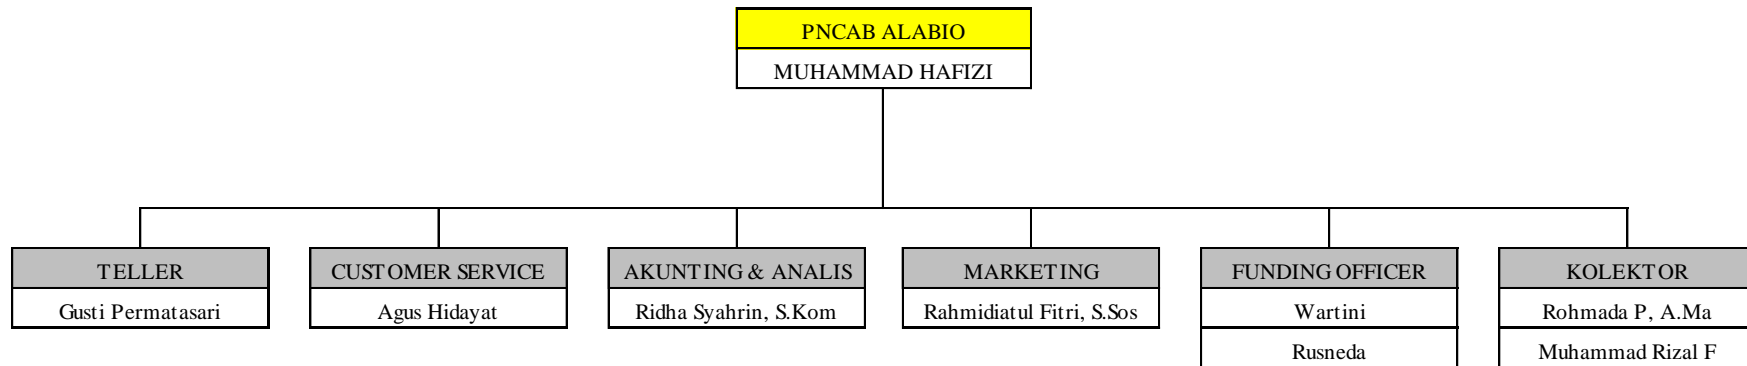 PNCAB ALABIO
MUHAMMAD HAFIZI
TELLER
Gusti Permatasari
CUSTOMER SERVICE
Agus Hidayat
AKUNTING & ANALIS
Ridha Syahrin, S.Kom
MARKETING
Rahmidiatul Fitri, S.Sos
FUNDING OFFICER
Wartini
Rusneda
KOLEKTOR
Rohmada P, A.Ma
Muhammad Rizal F